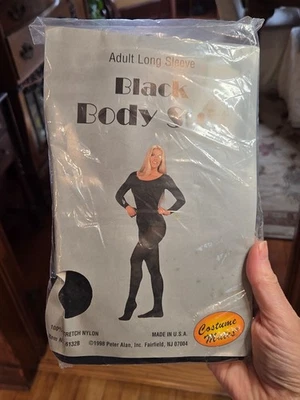 Adult Long Sleeve
Black
Body
STRETCH NYLON
MADE IN U.S.A.
©1998 Peter Alan, Inc. Fairfield, NJ 07004
Costume